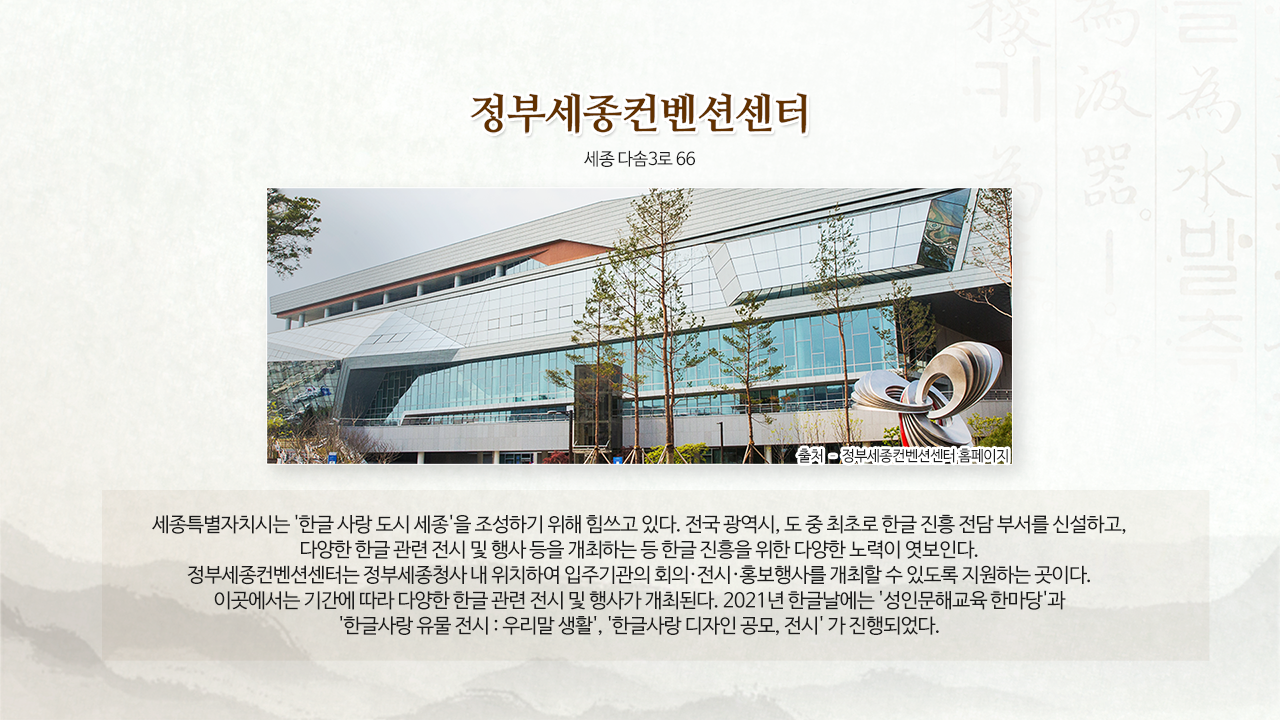 정부세종컨벤션센터
세종 다솜3로 66
출처 - 정부세종컨벤션센터 홈페이지
세종특별자치시는 '한글 사랑 도시 세종'을 조성하기 위해 힘쓰고 있다. 전국 광역시, 도 중 최초로 한글 진흥 전담 부서를 신설하고,
다양한 한글 관련 전시 및 행사 등을 개최하는 등 한글 진흥을 위한 다양한 노력이 엿보인다.
정부세종컨벤션센터는 정부세종청사 내 위치하여 입주기관의 회의·전시·홍보행사를 개최할 수 있도록 지원하는 곳이다.
이곳에서는 기간에 따라 다양한 한글 관련 전시 및 행사가 개최된다. 2021년 한글날에는 '성인문해교육 한마당'과
'한글사랑 유물 전시 : 우리말 생활', '한글사랑 디자인 공모, 전시' 가 진행되었다.
為水
汲器